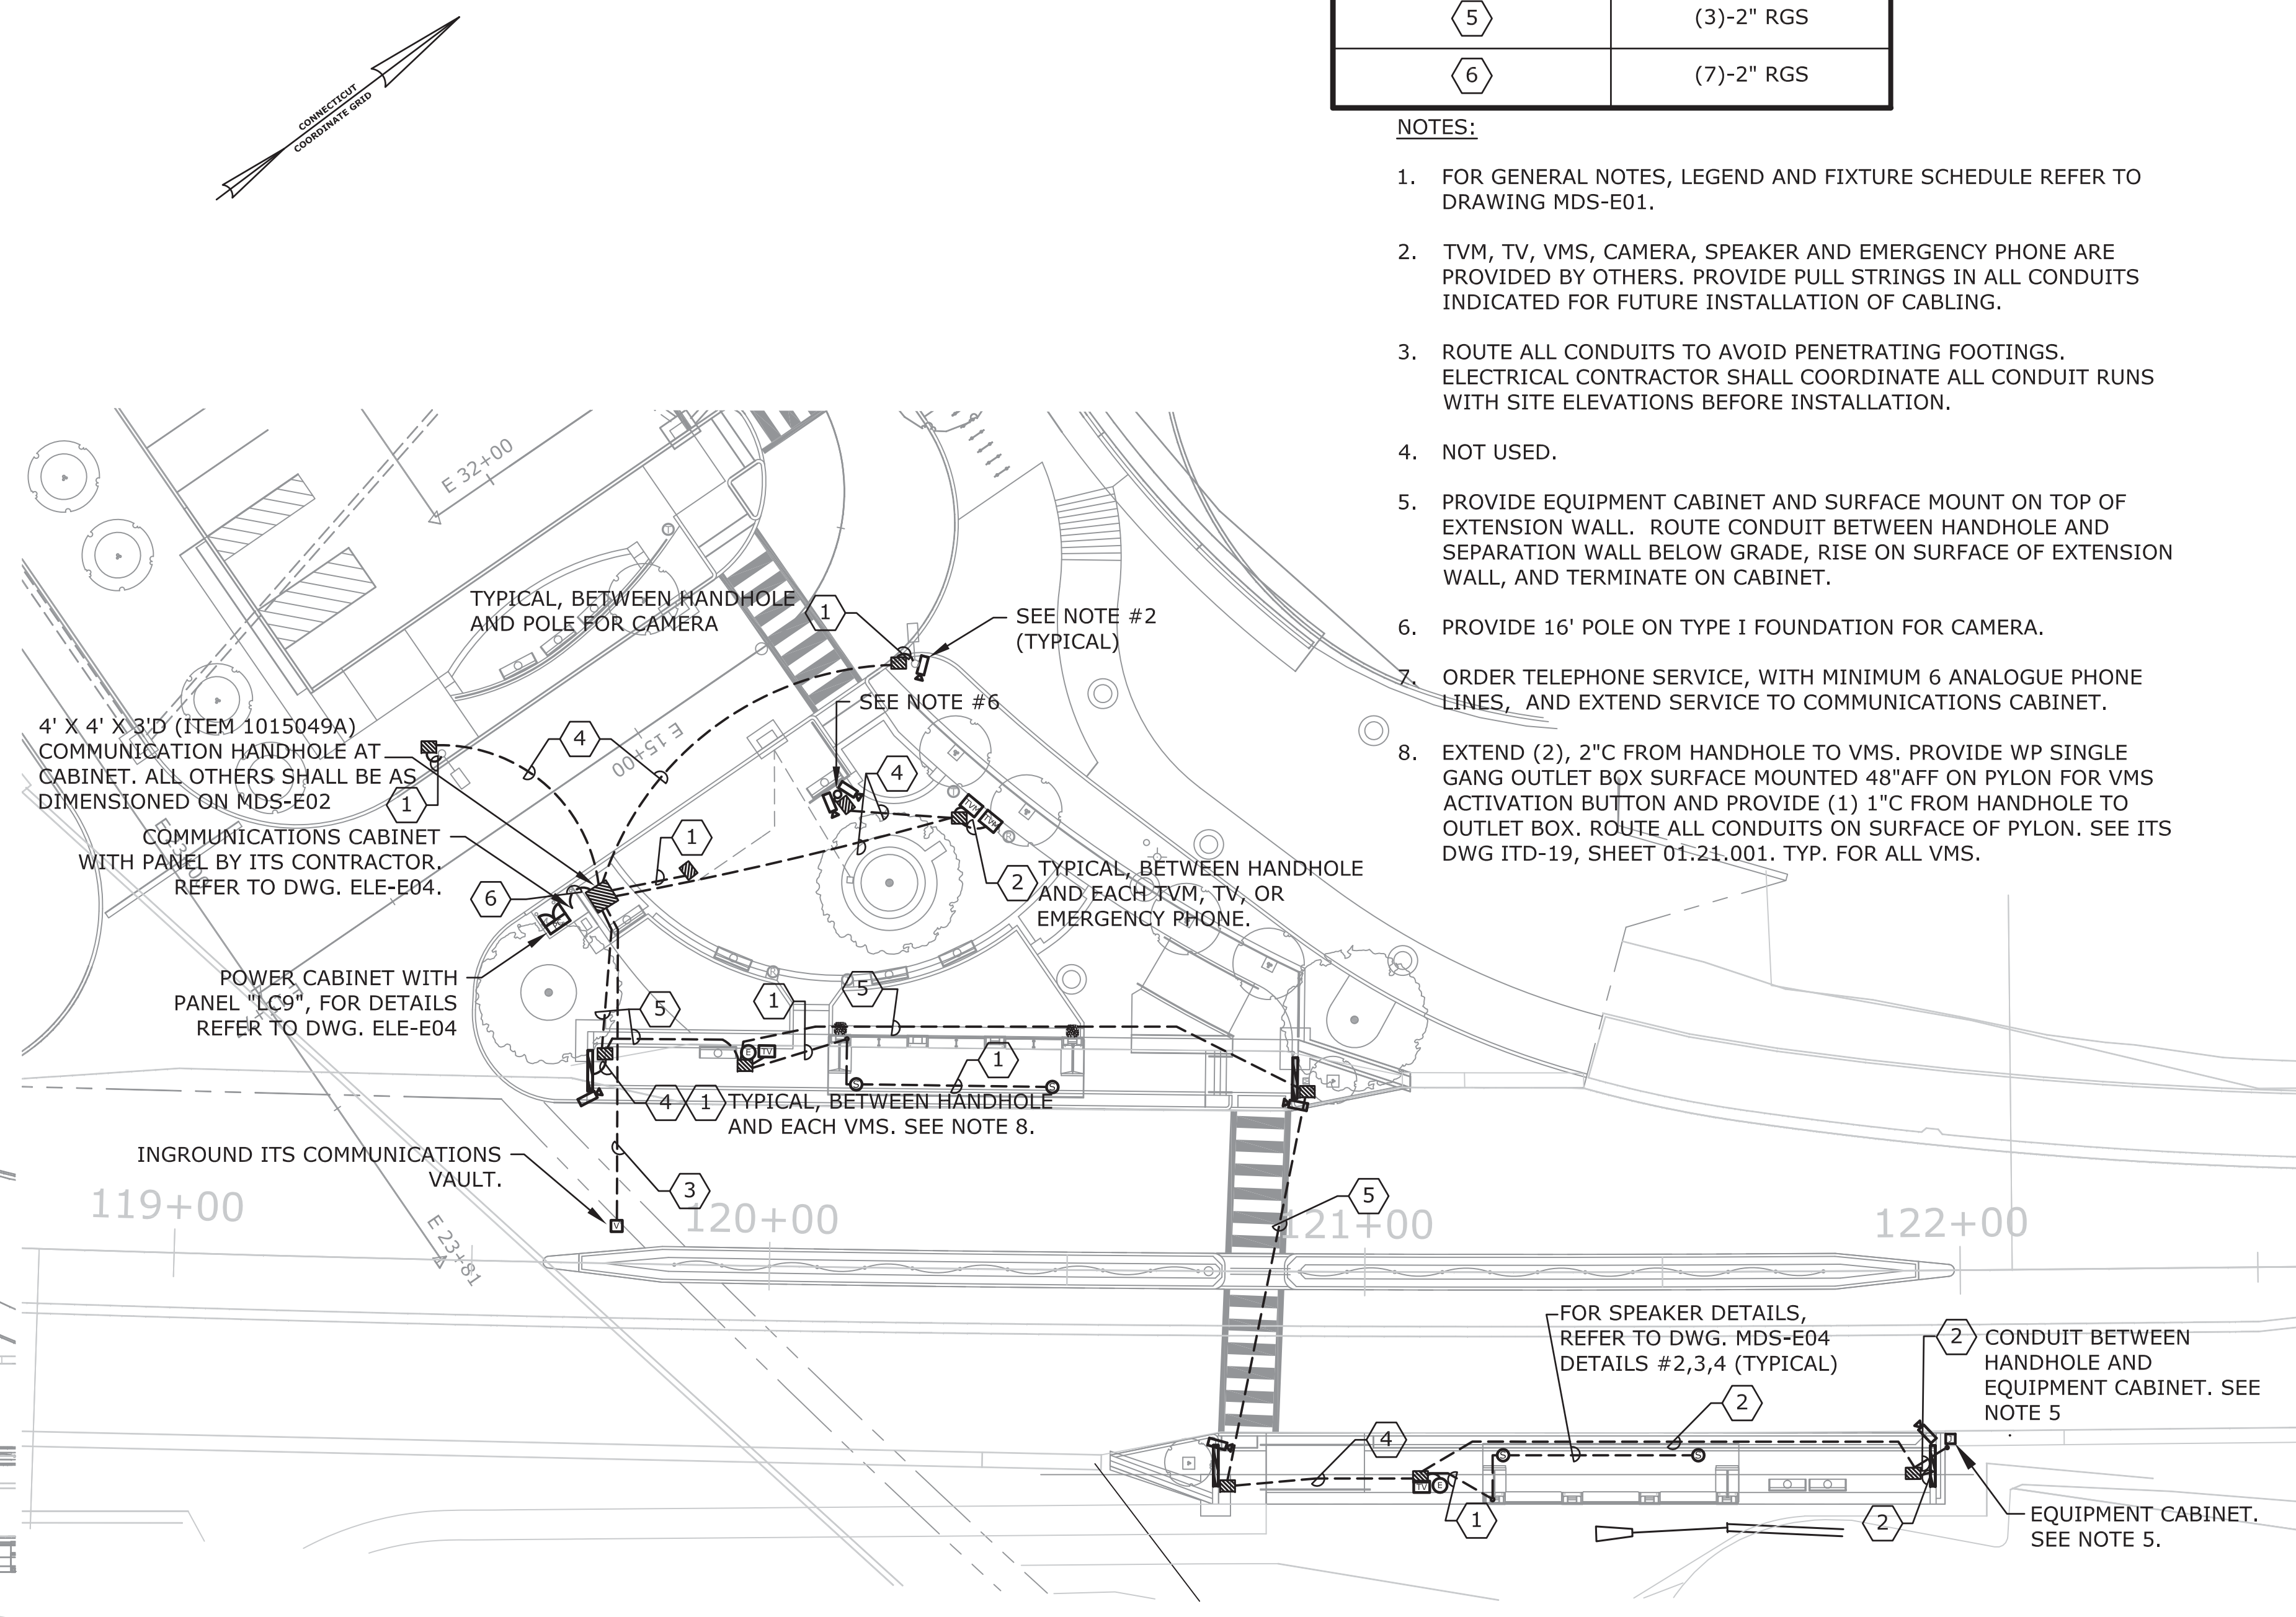 5
(3)-2" RGS
6
(7)-2" RGS
CONNECTICUT
COORDINATE GRID
NOTES:
1. FOR GENERAL NOTES, LEGEND AND FIXTURE SCHEDULE REFER TO
DRAWING MDS-E01.
2. TVM, TV, VMS, CAMERA, SPEAKER AND EMERGENCY PHONE ARE
PROVIDED BY OTHERS. PROVIDE PULL STRINGS IN ALL CONDUITS
INDICATED FOR FUTURE INSTALLATION OF CABLING.
3. ROUTE ALL CONDUITS TO AVOID PENETRATING FOOTINGS.
ELECTRICAL CONTRACTOR SHALL COORDINATE ALL CONDUIT RUNS
WITH SITE ELEVATIONS BEFORE INSTALLATION.
4. NOT USED.
5. PROVIDE EQUIPMENT CABINET AND SURFACE MOUNT ON TOP OF
EXTENSION WALL. ROUTE CONDUIT BETWEEN HANDHOLE AND
SEPARATION WALL BELOW GRADE, RISE ON SURFACE OF EXTENSION
WALL, AND TERMINATE ON CABINET.
6. PROVIDE 16' POLE ON TYPE I FOUNDATION FOR CAMERA.
7. ORDER TELEPHONE SERVICE, WITH MINIMUM 6 ANALOGUE PHONE
LINES, AND EXTEND SERVICE TO COMMUNICATIONS CABINET.
8. EXTEND (2), 2"C FROM HANDHOLE TO VMS. PROVIDE WP SINGLE
GANG OUTLET BOX SURFACE MOUNTED 48"AFF ON PYLON FOR VMS
ACTIVATION BUTTON AND PROVIDE (1) 1"C FROM HANDHOLE TO
OUTLET BOX. ROUTE ALL CONDUITS ON SURFACE OF PYLON. SEE ITS
DWG ITD-19, SHEET 01.21.001. TYP. FOR ALL VMS.
E 32+00
T
TYPICAL, BETWEEN HANDHOLE
AND POLE FOR CAMERA
1
SEE NOTE #2
(TYPICAL)
SEE NOTE #6
E 15+00
4
4
4' X 4' X 3'D (ITEM 1015049A)
COMMUNICATION HANDHOLE AT
CABINET. ALL OTHERS SHALL BE AS
DIMENSIONED ON MDS-E02
1
T
TVM
TVM
R
COMMUNICATIONS CABINET
WITH PANEL BY ITS CONTRACTOR.
REFER TO DWG. ELE-E04.
1
6
2
TYPICAL, BETWEEN HANDHOLE
AND EACH TVM, TV, OR
EMERGENCY PHONE.
POWER CABINET WITH
PANEL "LC9", FOR DETAILS
REFER TO DWG. ELE-E04
R
5
1
5
E
TV
1
S
S
4
1
TYPICAL, BETWEEN HANDHOLE
AND EACH VMS. SEE NOTE 8.
INGROUND ITS COMMUNICATIONS
VAULT.
3
V
5
119+00
120+00
121+00
122+00
E 23+81
FOR SPEAKER DETAILS,
REFER TO DWG. MDS-E04
DETAILS #2,3,4 (TYPICAL)
2
CONDUIT BETWEEN
HANDHOLE AND
EQUIPMENT CABINET. SEE
NOTE 5
2
4
S
S
TV
E
1
2
EQUIPMENT CABINET.
SEE NOTE 5.